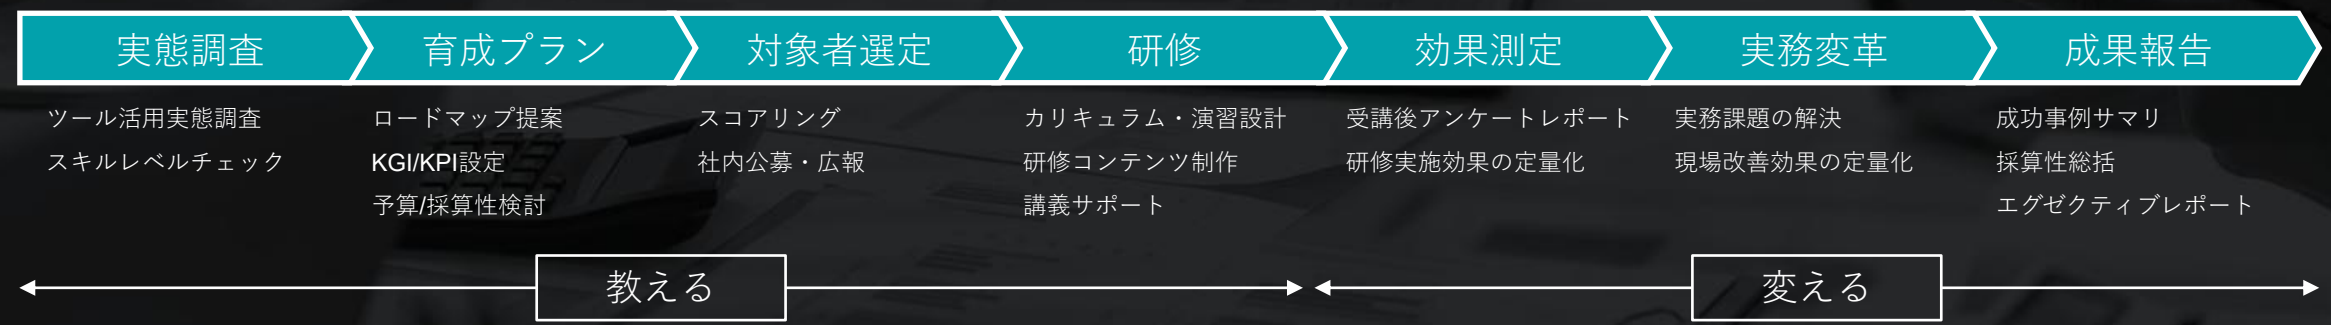 実態調査
育成プラン
対象者選定
研修
効果測定
実務変革
成果報告
ツール活用実態調査
スキルレベルチェック
ロードマップ提案
KGI/KPI設定
予算/採算性検討
スコアリング
社内公募・広報
カリキュラム・演習設計
研修コンテンツ制作
講義サポート
受講後アンケートレポート
研修実施効果の定量化
実務課題の解決
現場改善効果の定量化
成功事例サマリ
採算性総括
エグゼクティブレポート
教える
変える